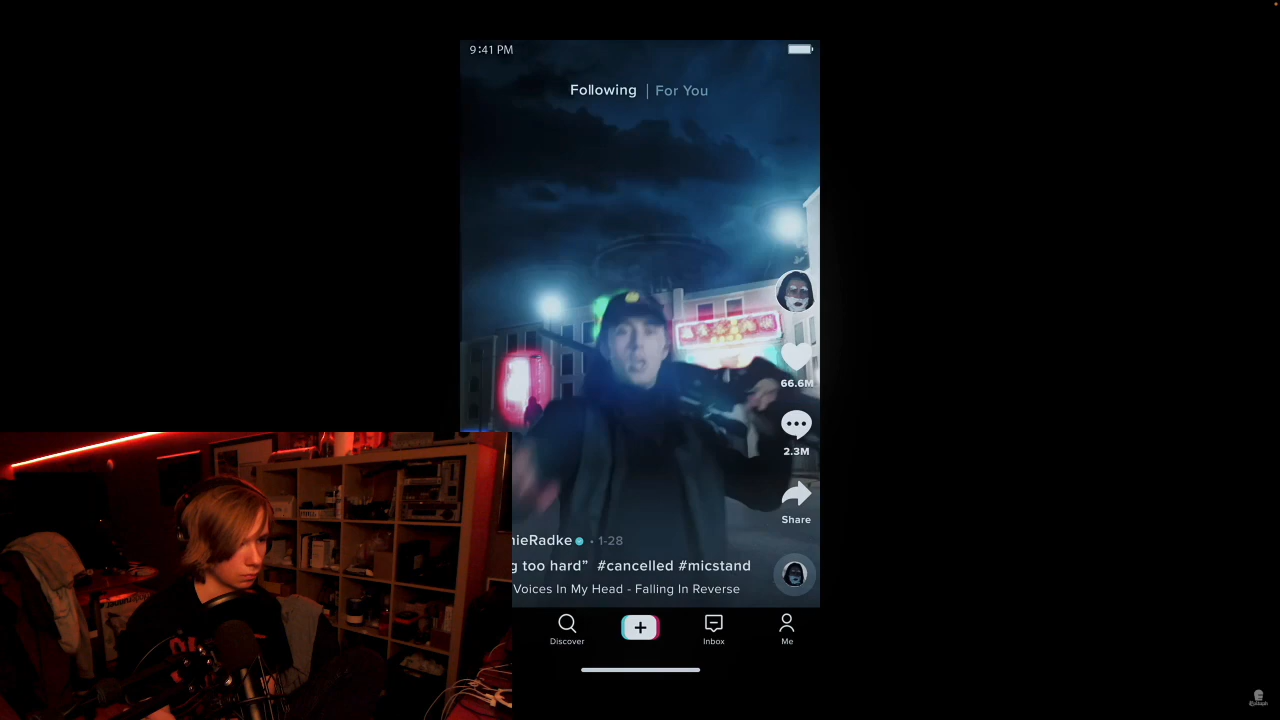 9:41 PM
Following | For You
66.6M
2.3M
Share
nieRadke • 1-28
g too hard” #cancelled #micstand
Voices In My Head - Falling In Reverse
Discover
Inbox
Me